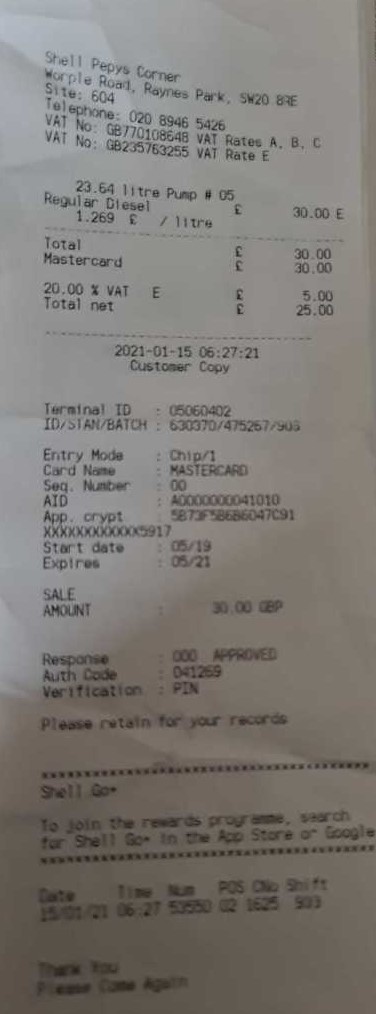 Shell Pepys Corner
Worple Road, Raynes Park, SW20 8RE
Site: 604
Telephone: 020 8946 5426
VAT No: GB770108648 VAT Rates A, B, C
VAT No: GB235763255 VAT Rate E
23.64 litre Pump # 05
Regular Diesel £ 30.00 E
1.269 £ / litre
Total £ 30.00
Mastercard £ 30.00
20.00 % VAT E £ 5.00
Total net £ 25.00
2021-01-15 06:27:21
Customer Copy
Terminal ID : 05060402
ID/STAN/BATCH : 630370/475267/903
Entry Mode : Chip/1
Card Name : MASTERCARD
Seq. Number : 00
AID : A0000000041010
App. crypt : 5B73F5B6B6047C91
XXXXXXXXXXXX5917
Start date : 05/19
Expires : 05/21
SALE
AMOUNT : 30.00 GBP
Response : 000 APPROVED
Auth Code : 041269
Verification : PIN
Please retain for your records
Shell Go+
To join the rewards programme, search
for Shell Go+ in the App Store or Google
Date Time Num POS CNo Shift
15/01/21 06:27 53550 02 1625 903
Thank You
Please Come Again